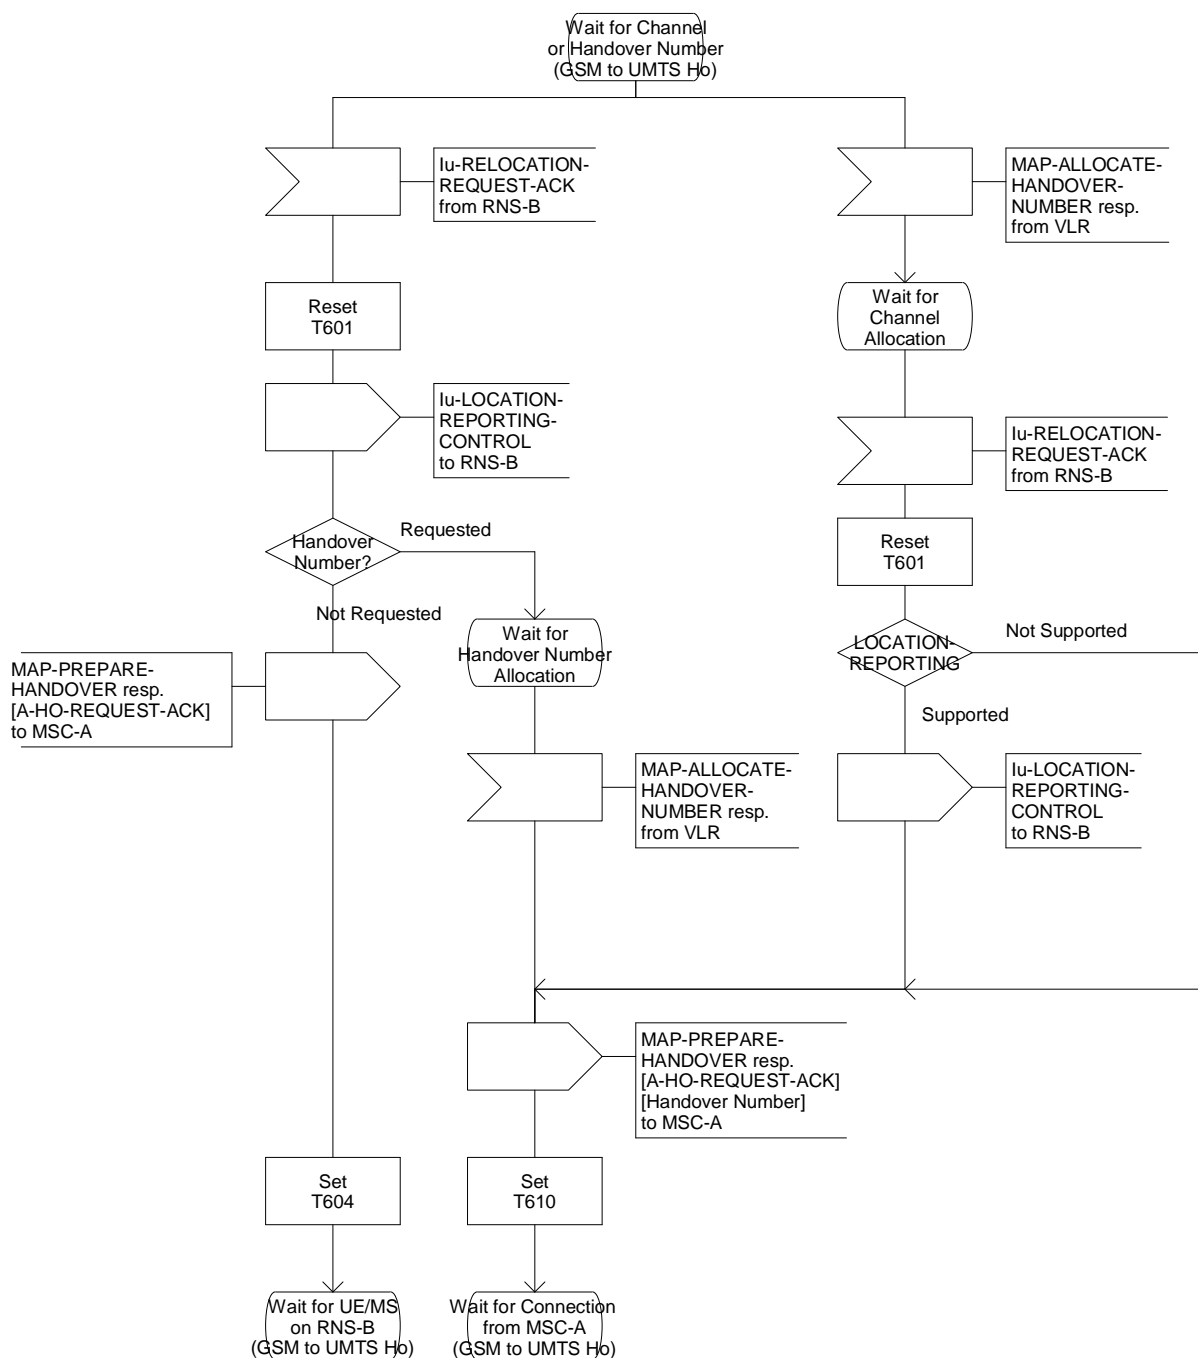 Wait for Channel
or Handover Number
(GSM to UMTS Ho)
Iu-RELOCATION-
REQUEST-ACK
from RNS-B
MAP-ALLOCATE-
HANDOVER-
NUMBER resp.
from VLR
Reset
T601
Wait for
Channel
Allocation
Iu-LOCATION-
REPORTING-
CONTROL
to RNS-B
Iu-RELOCATION-
REQUEST-ACK
from RNS-B
Handover
Number?
Requested
Not Requested
Reset
T601
Wait for
Handover Number
Allocation
LOCATION-
REPORTING
Not Supported
Supported
MAP-PREPARE-
HANDOVER resp.
[A-HO-REQUEST-ACK]
to MSC-A
MAP-ALLOCATE-
HANDOVER-
NUMBER resp.
from VLR
Iu-LOCATION-
REPORTING-
CONTROL
to RNS-B
MAP-PREPARE-
HANDOVER resp.
[A-HO-REQUEST-ACK]
[Handover Number]
to MSC-A
Set
T604
Set
T610
Wait for UE/MS
on RNS-B
(GSM to UMTS Ho)
Wait for Connection
from MSC-A
(GSM to UMTS Ho)